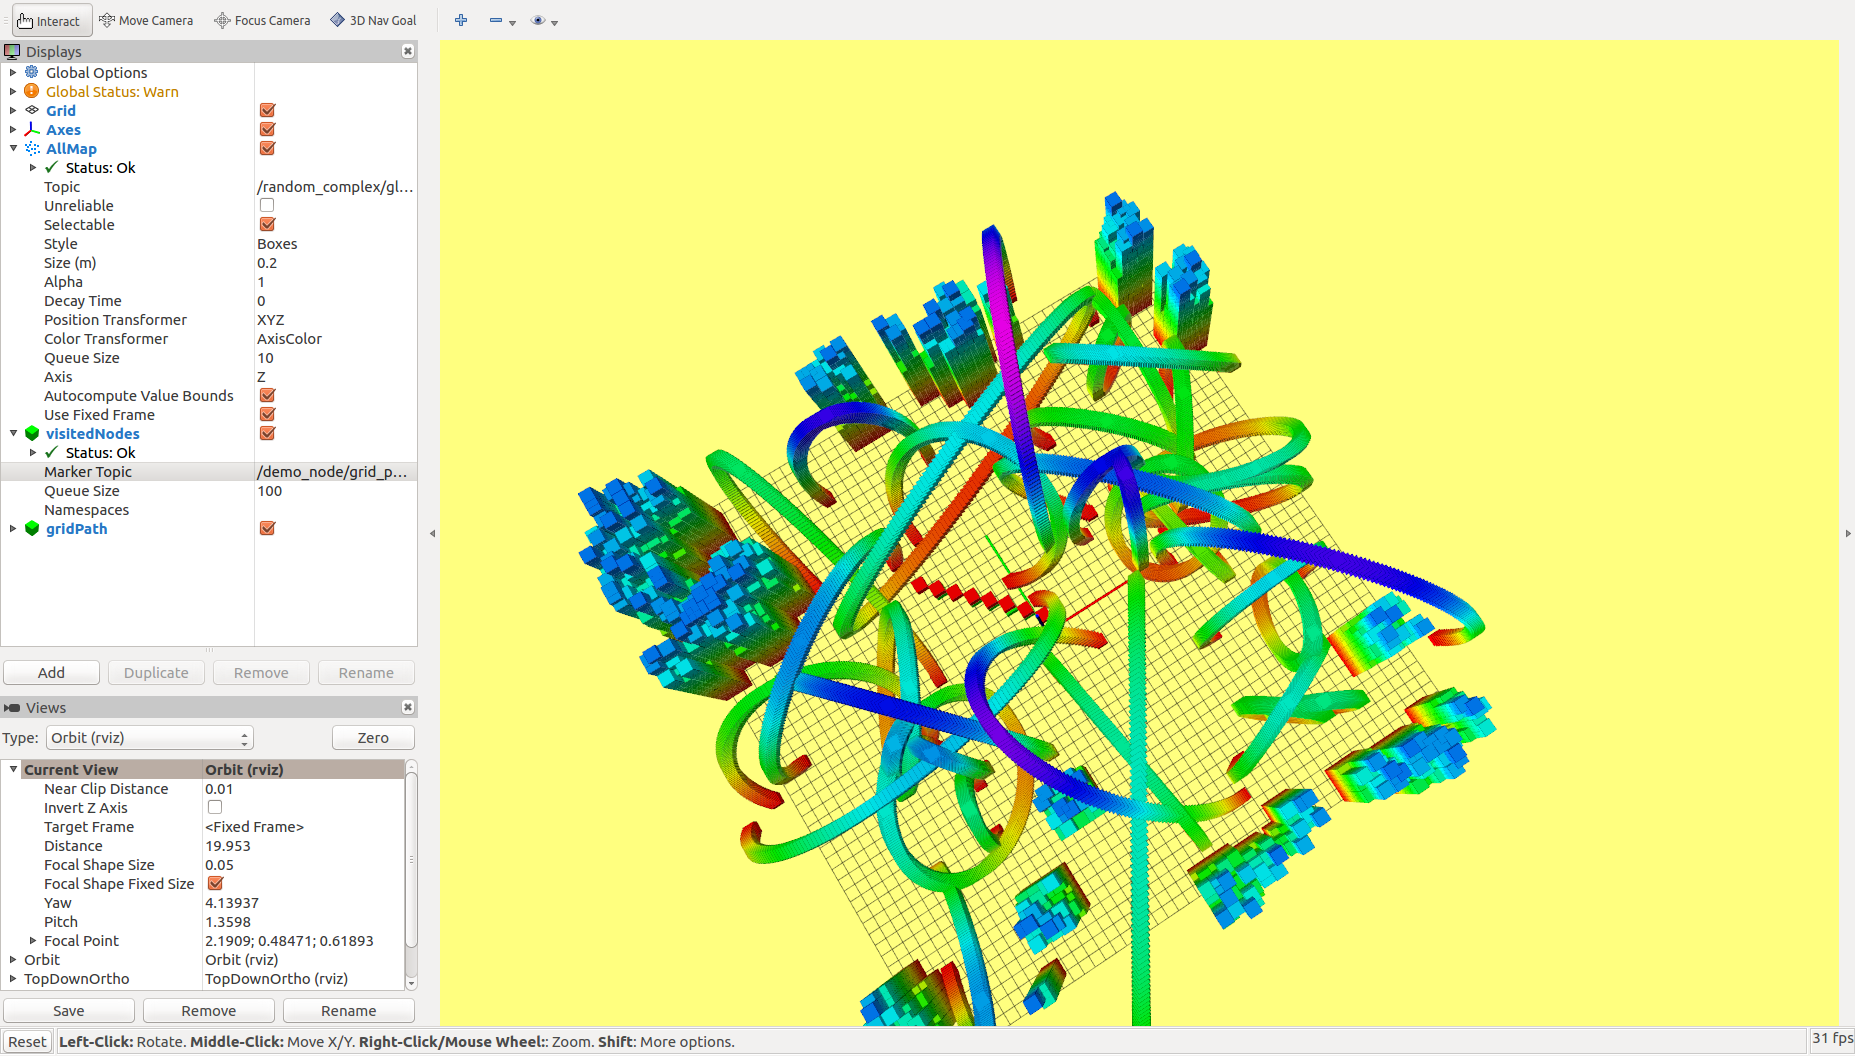 Interact Move Camera Focus Camera 3D Nav Goal
Displays
Global Options
Global Status: Warn
Grid
Axes
AllMap
Status: Ok
Topic /random_complex/gl...
Unreliable
Selectable
Style Boxes
Size (m) 0.2
Alpha 1
Decay Time 0
Position Transformer XYZ
Color Transformer AxisColor
Queue Size 10
Axis Z
Autocompute Value Bounds
Use Fixed Frame
visitedNodes
Status: Ok
Marker Topic /demo_node/grid_p...
Queue Size 100
Namespaces
gridPath
Add Duplicate Remove Rename
Views
Type: Orbit (rviz) Zero
Current View Orbit (rviz)
Near Clip Distance 0.01
Invert Z Axis
Target Frame <Fixed Frame>
Distance 19.953
Focal Shape Size 0.05
Focal Shape Fixed Size
Yaw 4.13937
Pitch 1.3598
Focal Point 2.1909; 0.48471; 0.61893
Orbit Orbit (rviz)
TopDownOrtho TopDownOrtho (rviz)
Save Remove Rename
Reset Left-Click: Rotate. Middle-Click: Move X/Y. Right-Click/Mouse Wheel:: Zoom. Shift: More options. 31 fps